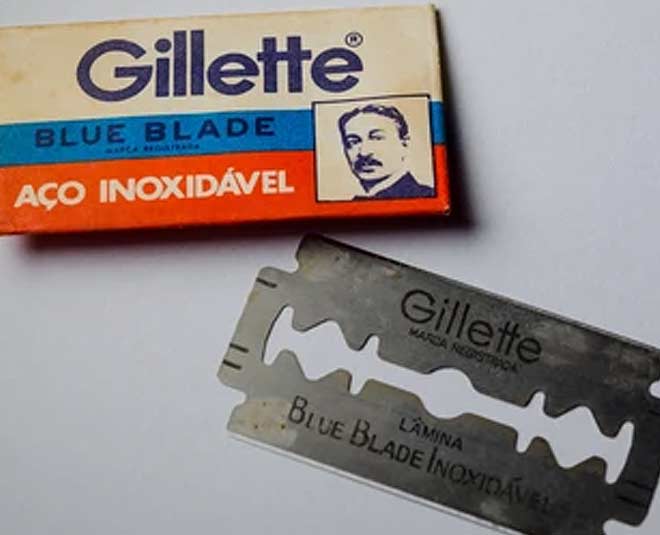 Gillette®
BLUE BLADE
MARCA REGISTRADA
AÇO INOXIDÁVEL
Gillette
MARCA REGISTRADA
LÂMINA
BLUE BLADE INOXIDÁVEL